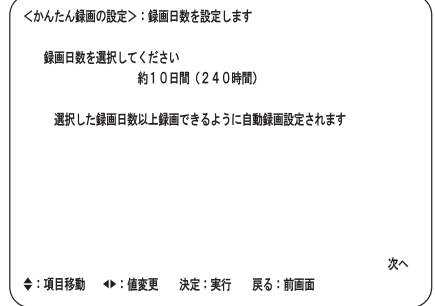 <かんたん録画の設定>：録画日数を設定します
録画日数を選択してください
約１０日間（２４０時間）
選択した録画日数以上録画できるように自動録画設定されます
次へ
◆：項目移動　◀▶：値変更　決定：実行　戻る：前画面